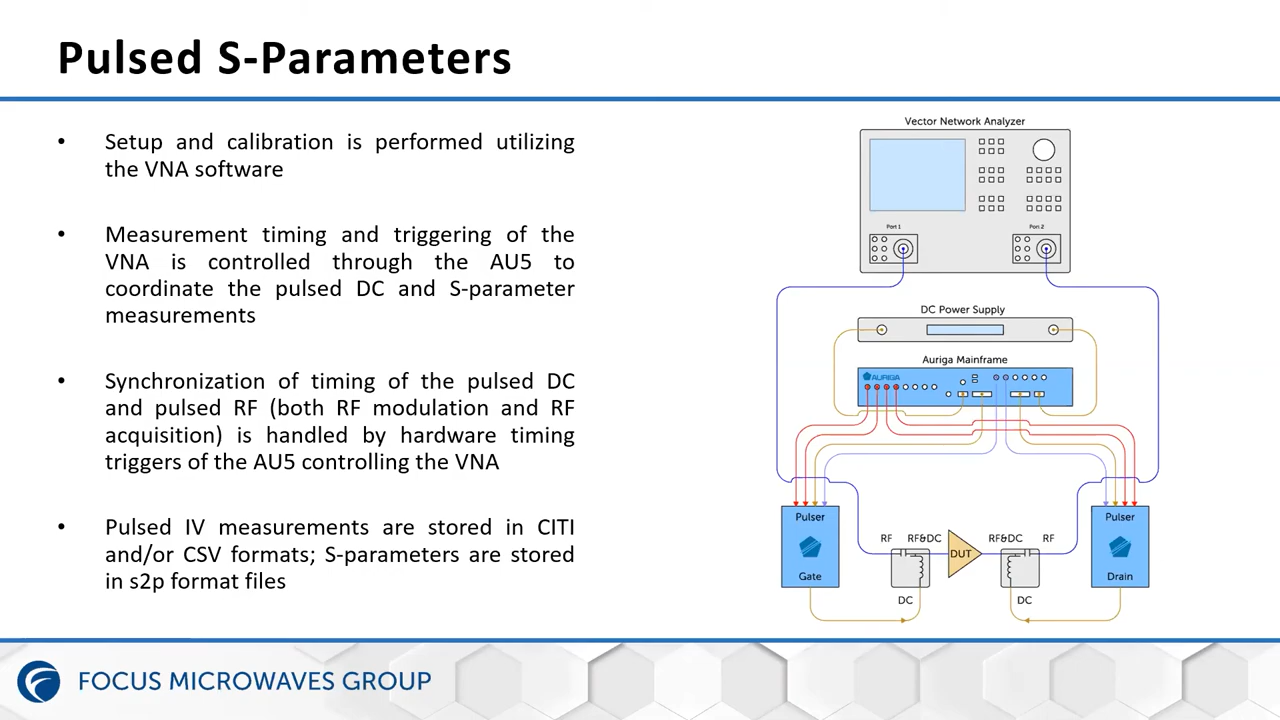 Pulsed S-Parameters
• Setup and calibration is performed utilizing
the VNA software
• Measurement timing and triggering of the
VNA is controlled through the AU5 to
coordinate the pulsed DC and S-parameter
measurements
• Synchronization of timing of the pulsed DC
and pulsed RF (both RF modulation and RF
acquisition) is handled by hardware timing
triggers of the AU5 controlling the VNA
• Pulsed IV measurements are stored in CITI
and/or CSV formats; S-parameters are stored
in s2p format files
Vector Network Analyzer
Port 1
Port 2
DC Power Supply
Auriga Mainframe
AURIGA
Pulser
Gate
RF
RF&DC
DC
DUT
RF&DC
RF
DC
Pulser
Drain
FOCUS MICROWAVES GROUP